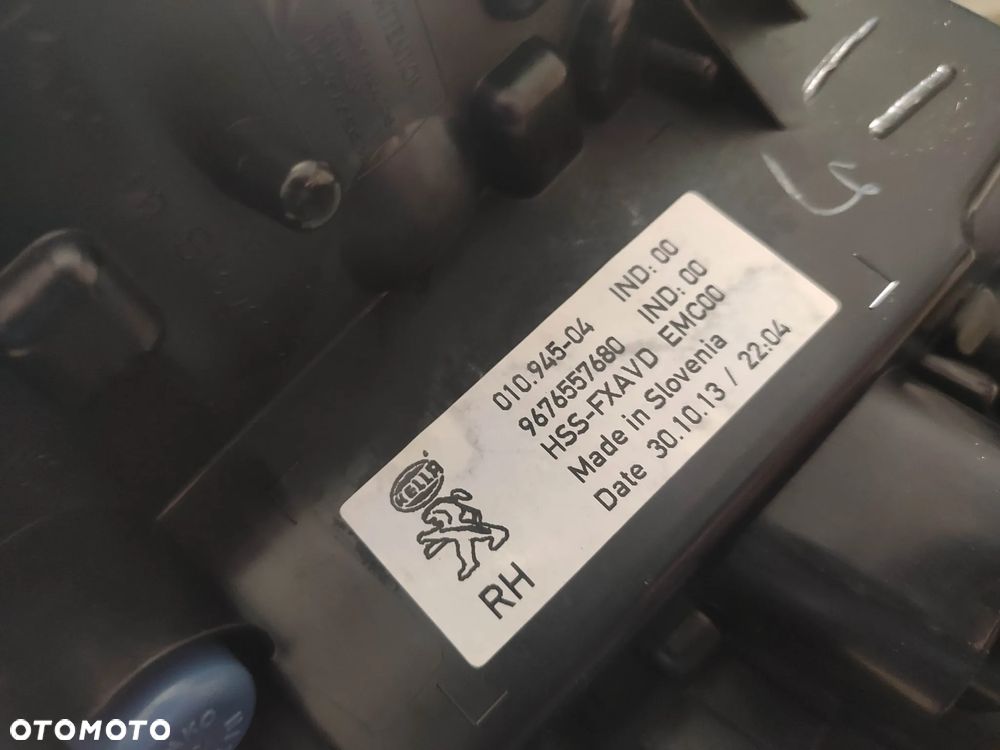 010.945-04 IND: 00
9676557680 IND: 00
HSS-FXAVD EMC00
Made in Slovenia
Date 30.10.13 / 22:04
HELLA
RH
OTOMOTO